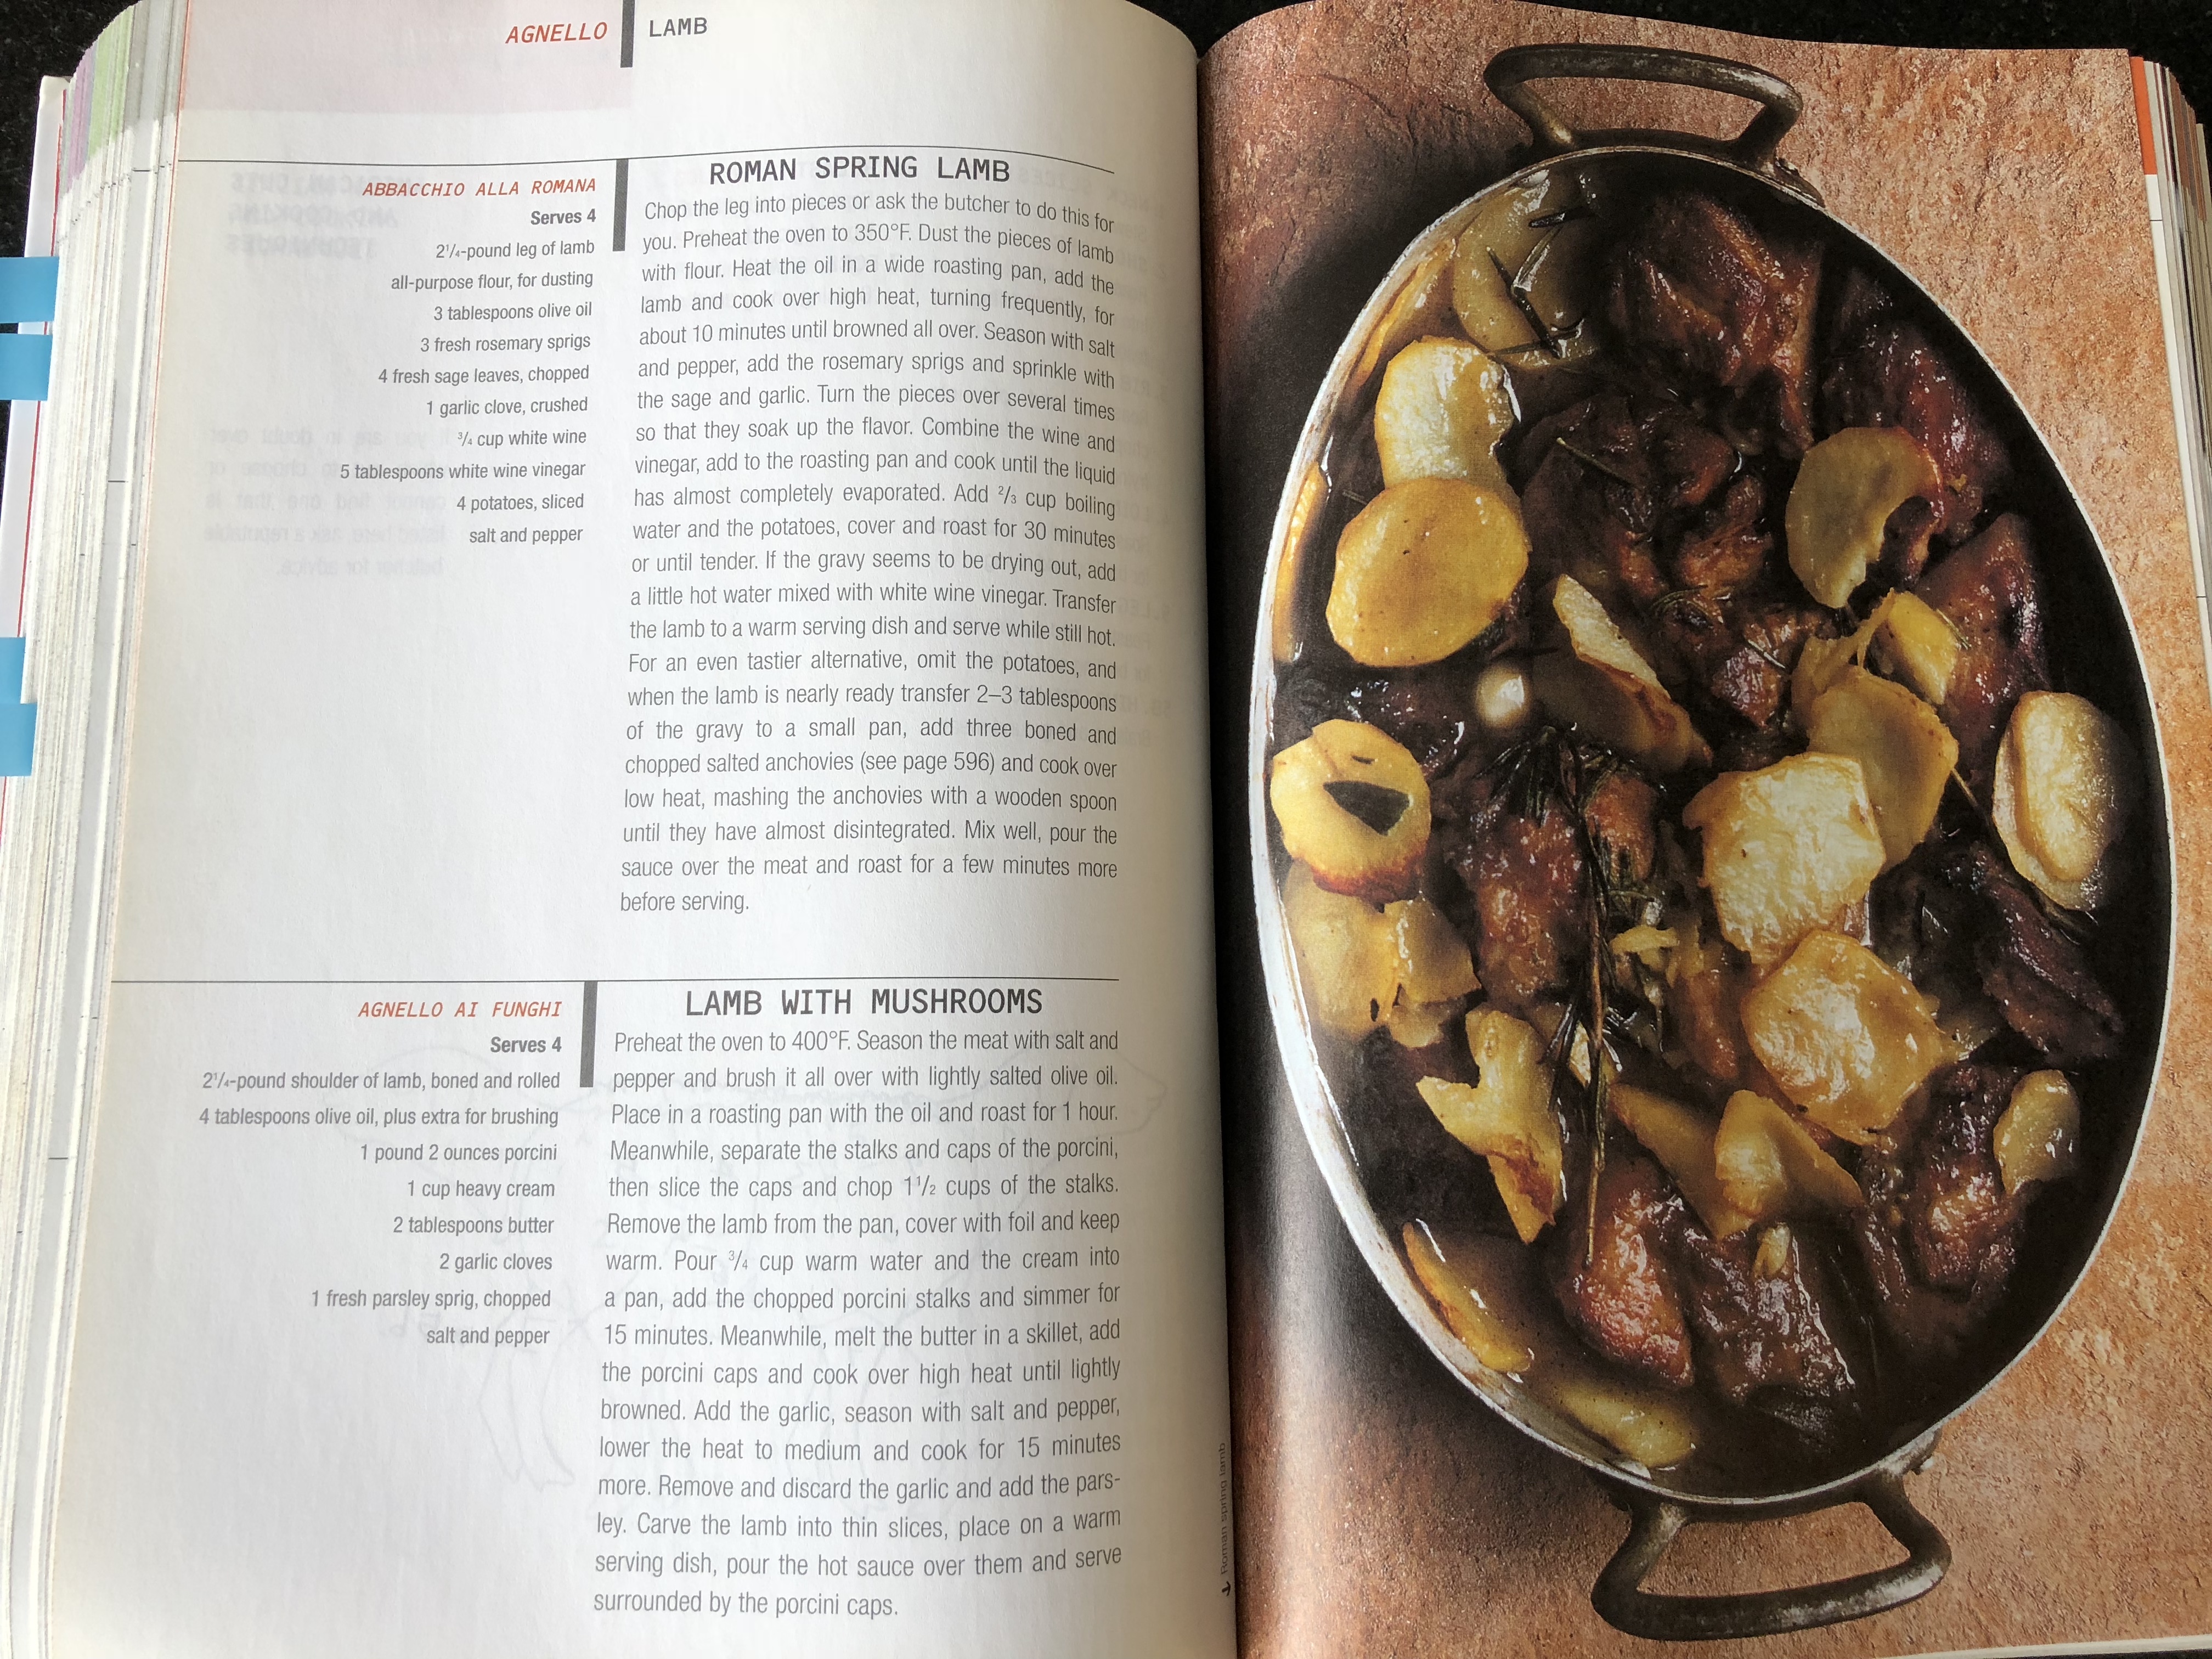 AGNELLO
LAMB
ABBACCHIO ALLA ROMANA
Serves 4
2¹/₄-pound leg of lamb
all-purpose flour, for dusting
3 tablespoons olive oil
3 fresh rosemary sprigs
4 fresh sage leaves, chopped
1 garlic clove, crushed
³/₄ cup white wine
5 tablespoons white wine vinegar
4 potatoes, sliced
salt and pepper
ROMAN SPRING LAMB
Chop the leg into pieces or ask the butcher to do this for
you. Preheat the oven to 350°F. Dust the pieces of lamb
with flour. Heat the oil in a wide roasting pan, add the
lamb and cook over high heat, turning frequently, for
about 10 minutes until browned all over. Season with salt
and pepper, add the rosemary sprigs and sprinkle with
the sage and garlic. Turn the pieces over several times
so that they soak up the flavor. Combine the wine and
vinegar, add to the roasting pan and cook until the liquid
has almost completely evaporated. Add ²/₃ cup boiling
water and the potatoes, cover and roast for 30 minutes
or until tender. If the gravy seems to be drying out, add
a little hot water mixed with white wine vinegar. Transfer
the lamb to a warm serving dish and serve while still hot.
For an even tastier alternative, omit the potatoes, and
when the lamb is nearly ready transfer 2–3 tablespoons
of the gravy to a small pan, add three boned and
chopped salted anchovies (see page 596) and cook over
low heat, mashing the anchovies with a wooden spoon
until they have almost disintegrated. Mix well, pour the
sauce over the meat and roast for a few minutes more
before serving.
AGNELLO AI FUNGHI
Serves 4
2¹/₄-pound shoulder of lamb, boned and rolled
4 tablespoons olive oil, plus extra for brushing
1 pound 2 ounces porcini
1 cup heavy cream
2 tablespoons butter
2 garlic cloves
1 fresh parsley sprig, chopped
salt and pepper
LAMB WITH MUSHROOMS
Preheat the oven to 400°F. Season the meat with salt and
pepper and brush it all over with lightly salted olive oil.
Place in a roasting pan with the oil and roast for 1 hour.
Meanwhile, separate the stalks and caps of the porcini,
then slice the caps and chop 1¹/₂ cups of the stalks.
Remove the lamb from the pan, cover with foil and keep
warm. Pour ³/₄ cup warm water and the cream into
a pan, add the chopped porcini stalks and simmer for
15 minutes. Meanwhile, melt the butter in a skillet, add
the porcini caps and cook over high heat until lightly
browned. Add the garlic, season with salt and pepper,
lower the heat to medium and cook for 15 minutes
more. Remove and discard the garlic and add the pars-
ley. Carve the lamb into thin slices, place on a warm
serving dish, pour the hot sauce over them and serve
surrounded by the porcini caps.
Roman spring lamb